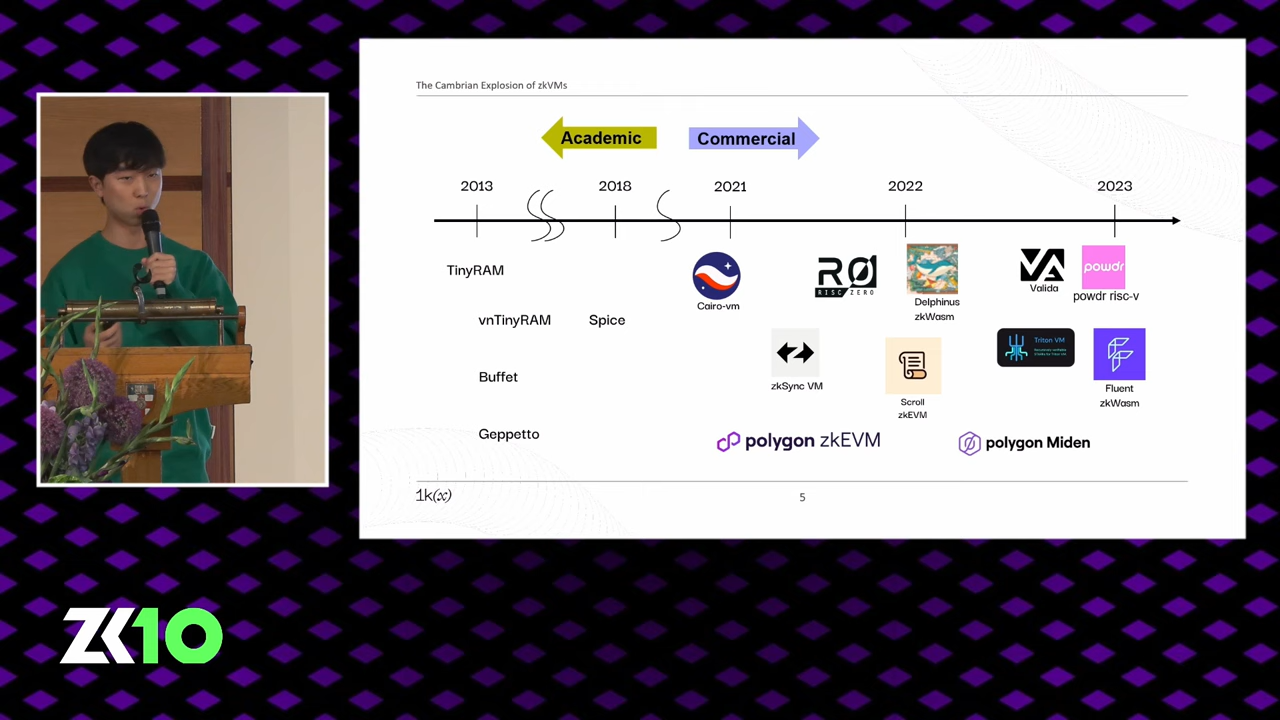 The Cambrian Explosion of zkVMs
Academic
Commercial
2013
2018
2021
2022
2023
TinyRAM
vnTinyRAM
Spice
Buffet
Geppetto
Cairo-vm
RISC ZERO
Delphinus
zkWasm
Valida
powdr
powdr risc-v
zkSync VM
Scroll
zkEVM
Triton VM
Fluent
zkWasm
polygon zkEVM
polygon Miden
1k(x)
5
ZK10